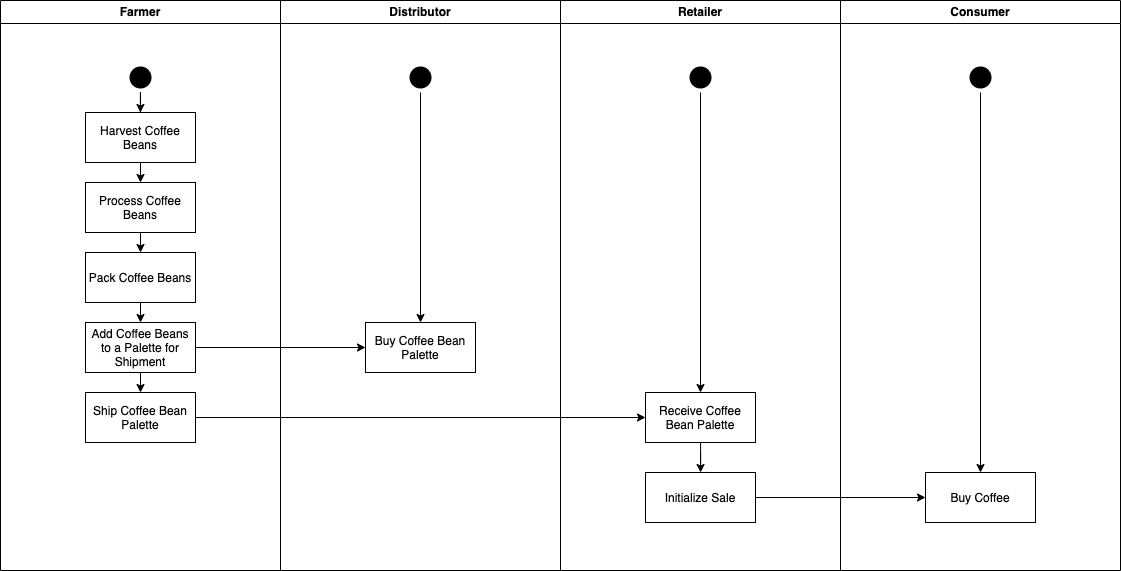 Farmer
Distributor
Retailer
Consumer
Harvest Coffee
Beans
Process Coffee
Beans
Pack Coffee Beans
Add Coffee Beans
to a Palette for
Shipment
Buy Coffee Bean
Palette
Ship Coffee Bean
Palette
Receive Coffee
Bean Palette
Initialize Sale
Buy Coffee